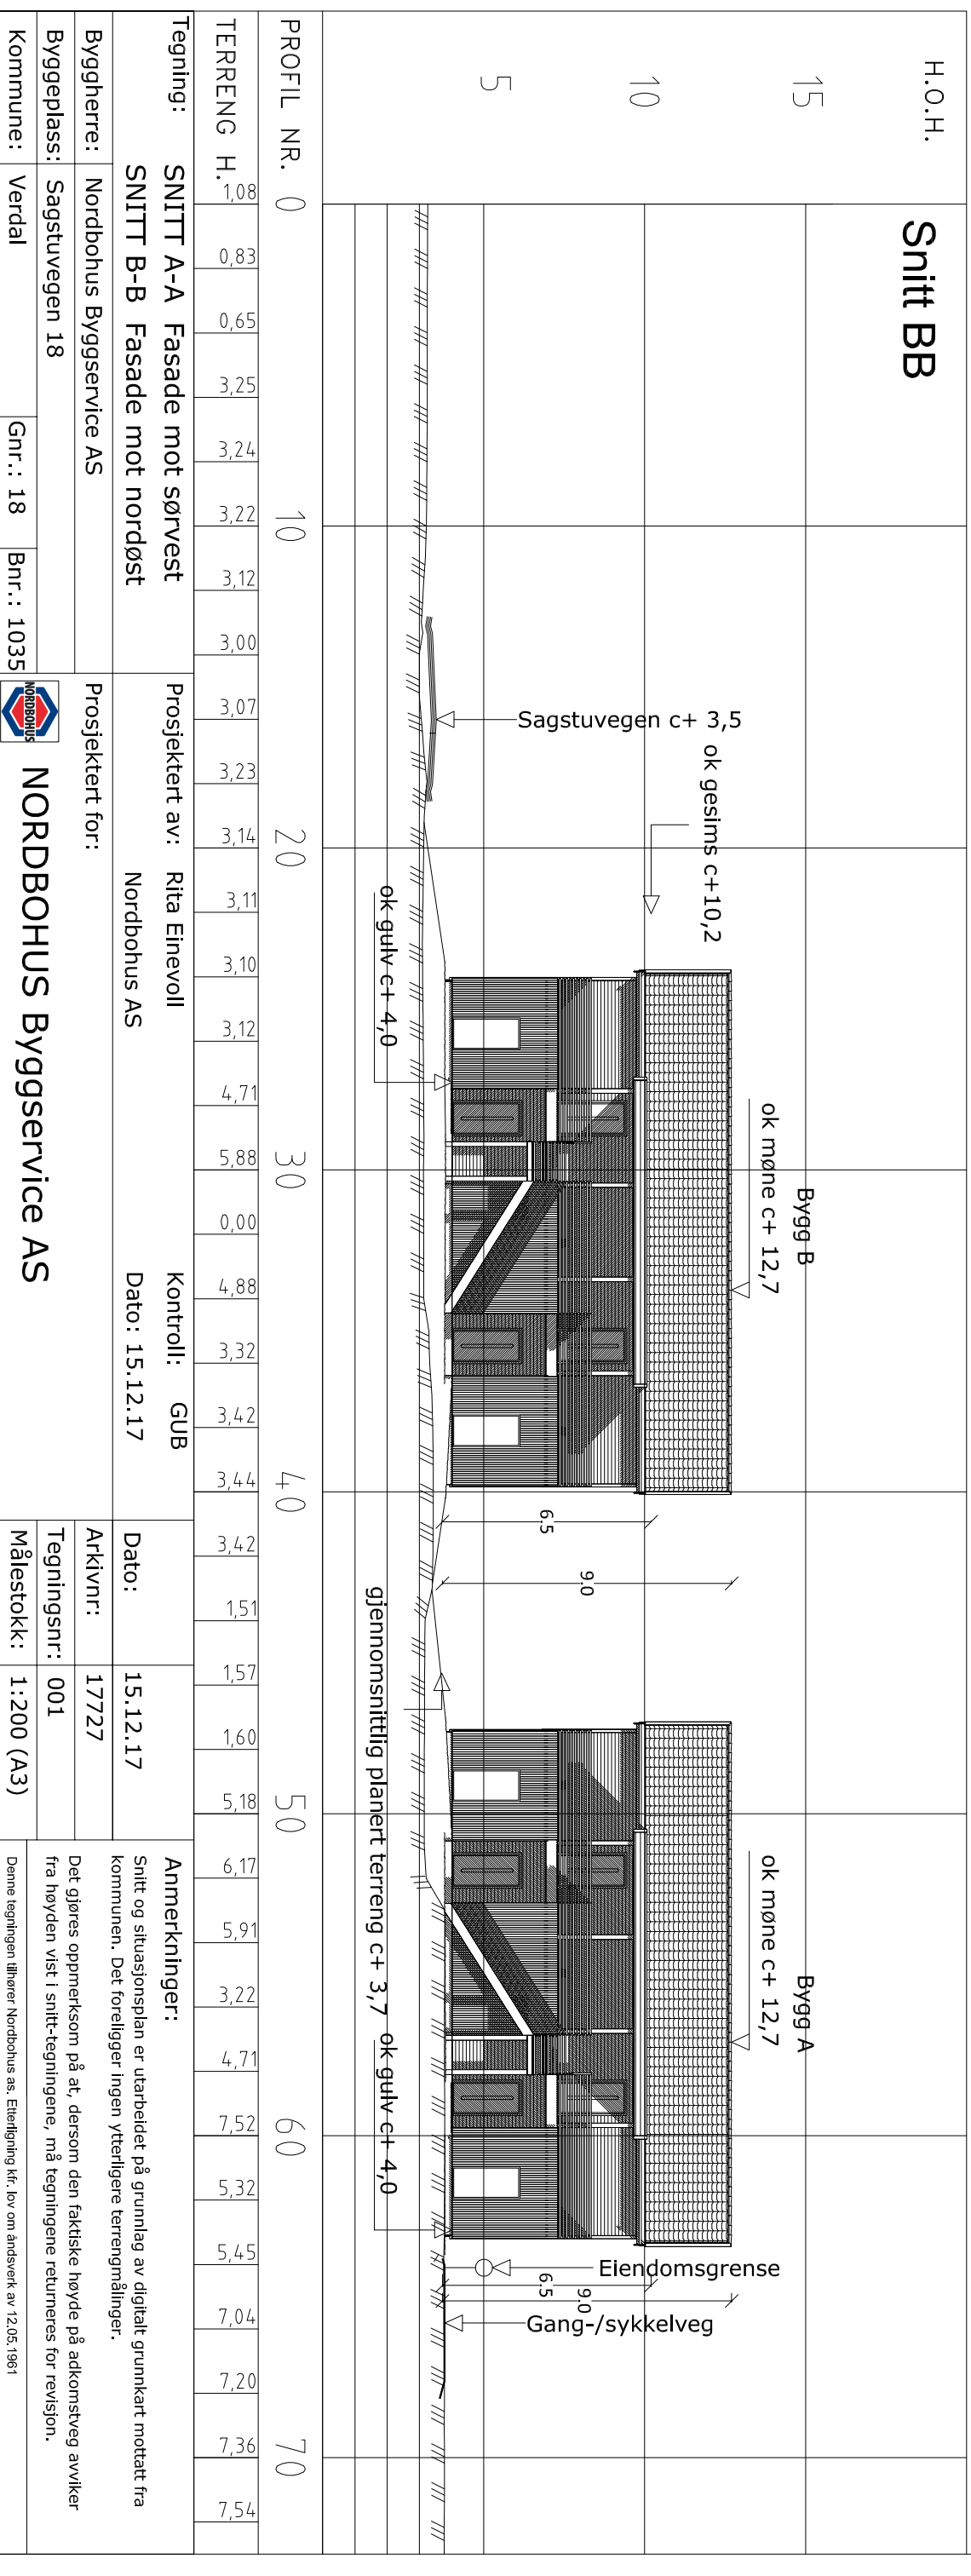 Snitt BB
H.O.H.
15
10
5
Bygg B
ok møne c+ 12,7
Bygg A
ok møne c+ 12,7
ok gesims c+10,2
Sagstuvegen c+ 3,5
Eiendomsgrense
Gang-/sykkelveg
6.5
9.0
6.5
9.0
ok gulv c+ 4,0
gjennomsnittlig planert terreng c+ 3,7
ok gulv c+ 4,0
PROFIL NR. 0 10 20 30 40 50 60 70
TERRENG H. 1,08 0,83 0,65 3,25 3,24 3,22 3,12 3,00 3,07 3,23 3,14 3,11 3,10 3,12 4,71 5,88 0,00 4,88 3,32 3,42 3,44 3,42 1,51 1,57 1,60 5,18 6,17 5,91 3,22 4,71 7,52 5,32 5,45 7,04 7,20 7,36 7,54
Tegning: SNITT A-A Fasade mot sørvest
SNITT B-B Fasade mot nordøst
Byggherre: Nordbohus Byggservice AS
Byggeplass: Sagstuvegen 18
Kommune: Verdal Gnr.: 18 Bnr.: 1035
Prosjektert av: Rita Einevoll Kontroll: GUB
Nordbohus AS Dato: 15.12.17
Prosjektert for:
NORDBOHUS
NORDBOHUS Byggservice AS
Dato: 15.12.17
Arkivnr: 17727
Tegningsnr: 001
Målestokk: 1:200 (A3)
Anmerkninger:
Snitt og situasjonsplan er utarbeidet på grunnlag av digitalt grunnkart mottatt fra
kommunen. Det foreligger ingen ytterligere terrengmålinger.
Det gjøres oppmerksom på at, dersom den faktiske høyde på adkomstveg avviker
fra høyden vist i snitt-tegningene, må tegningene returneres for revisjon.
Denne tegningen tilhører Nordbohus as. Etterligning kfr. lov om åndsverk av 12.05.1961